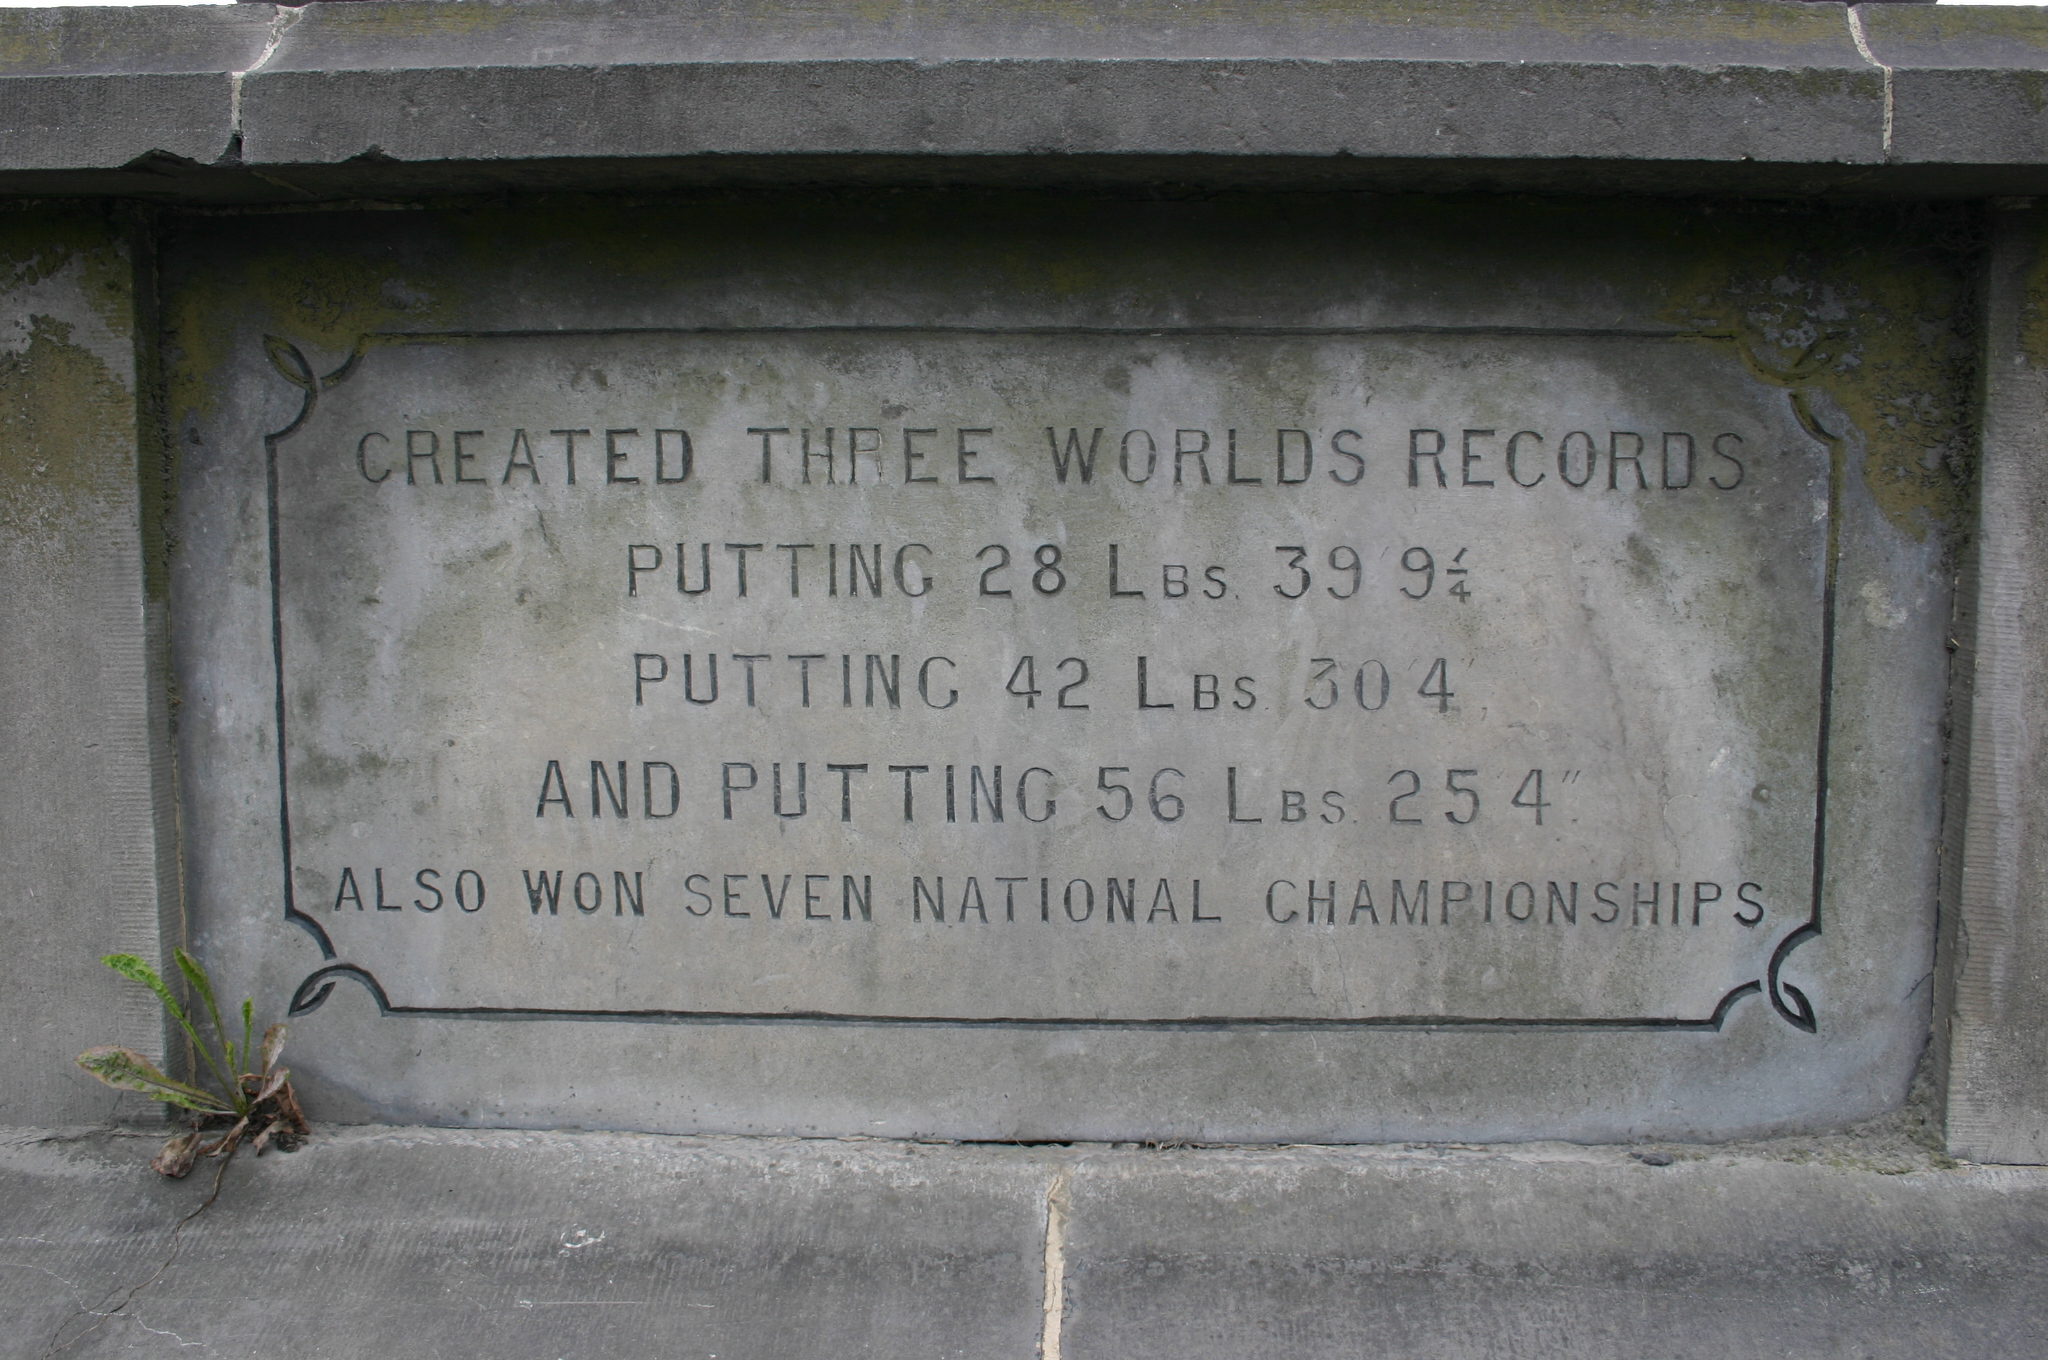 CREATED THREE WORLDS RECORDS
PUTTING 28 LBS. 39' 9¼
PUTTING 42 LBS. 30' 4"
AND PUTTING 56 LBS. 25 4"
ALSO WON SEVEN NATIONAL CHAMPIONSHIPS